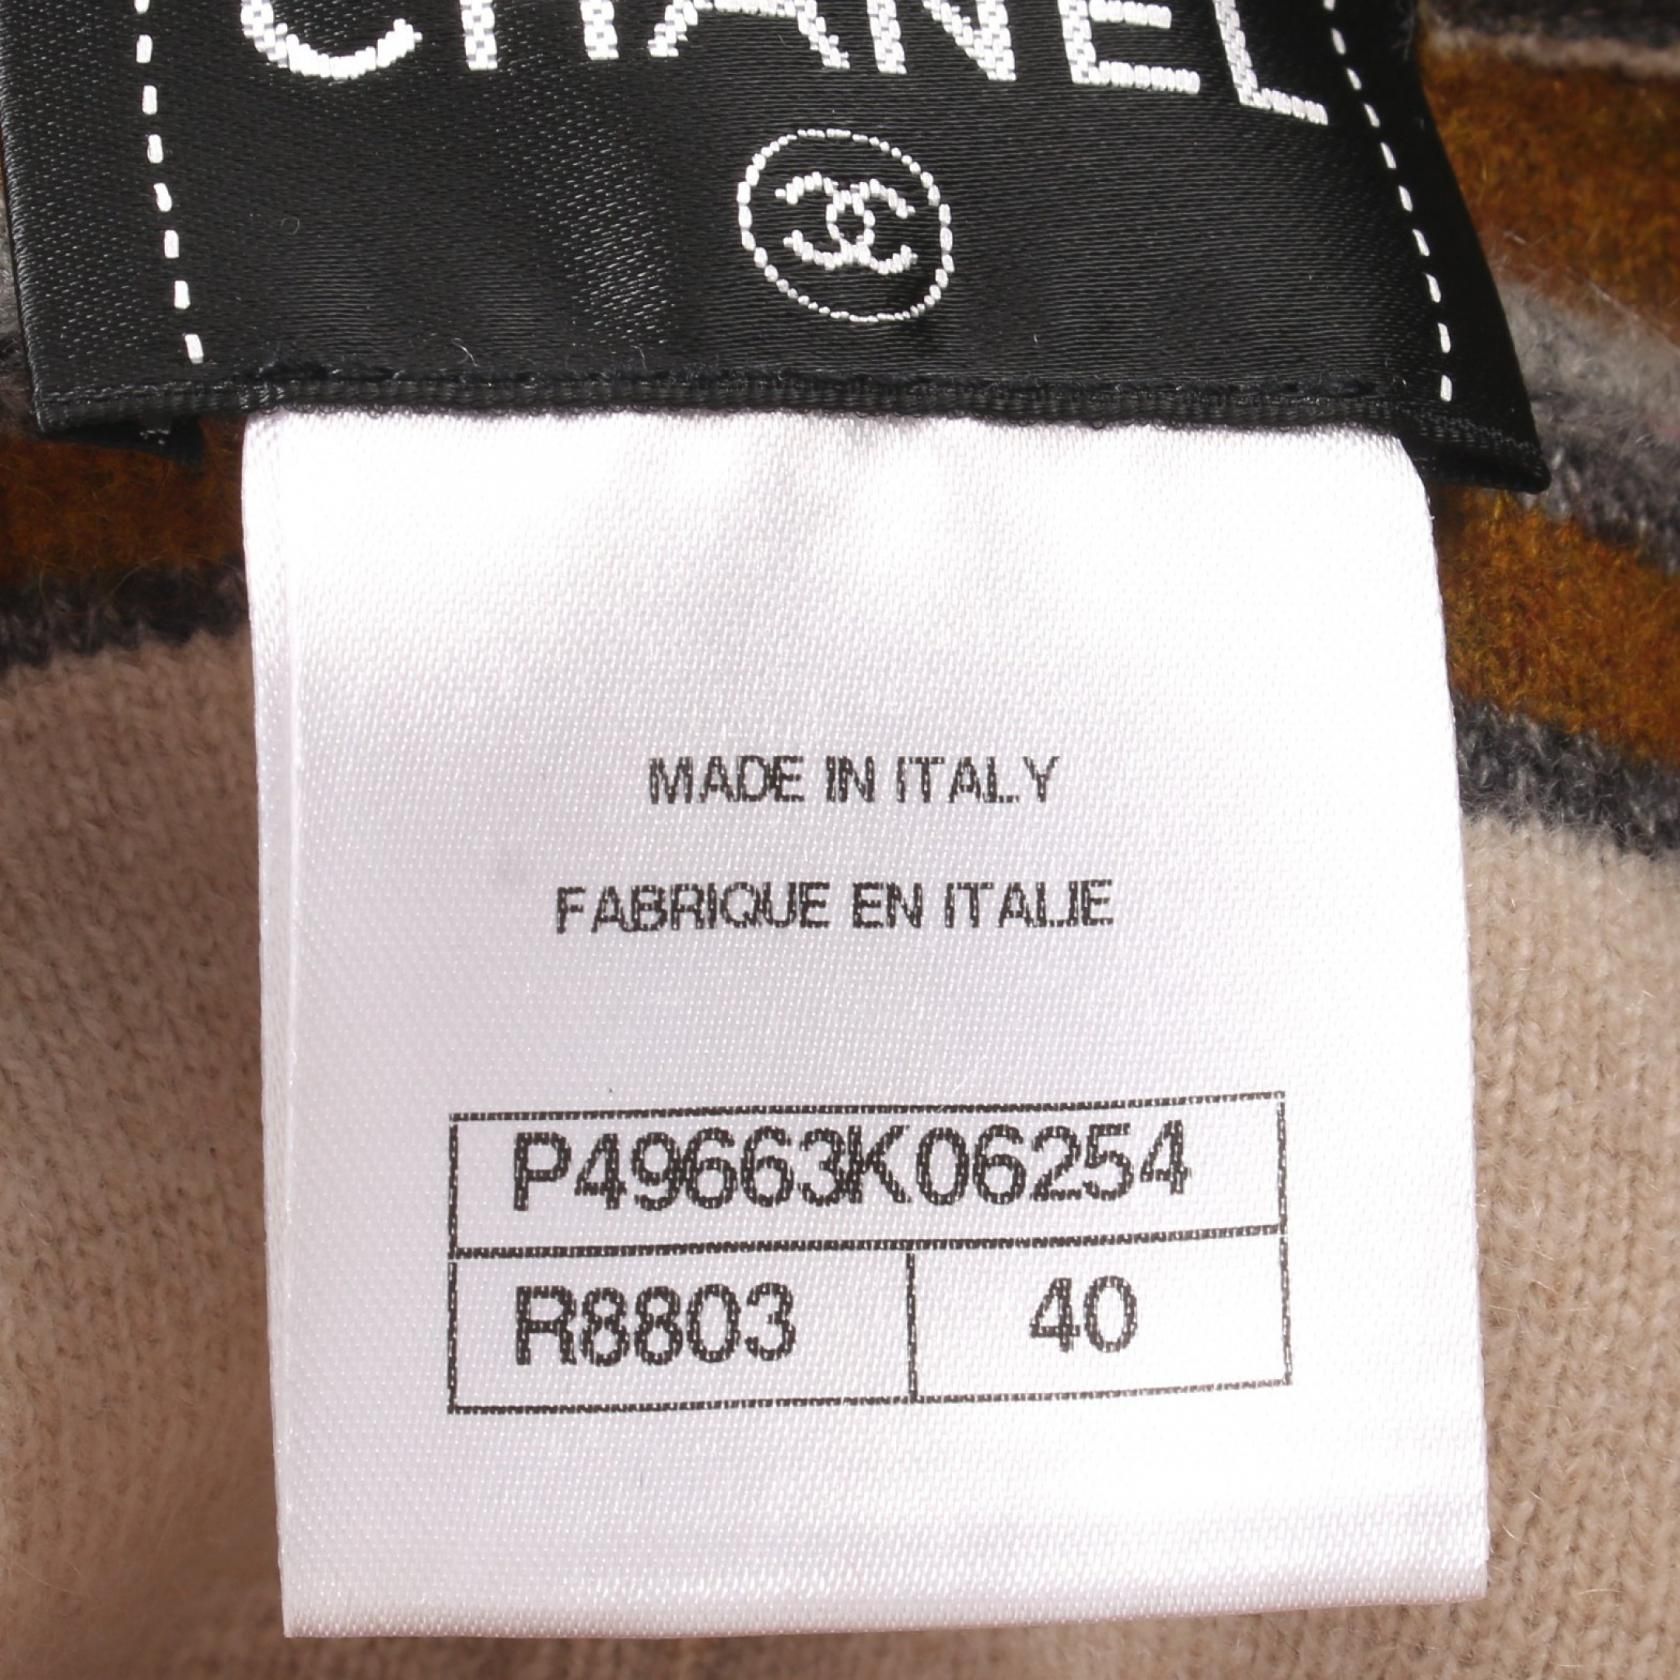 CHANEL
MADE IN ITALY
FABRIQUE EN ITALIE
P49663K06254
R8803 40